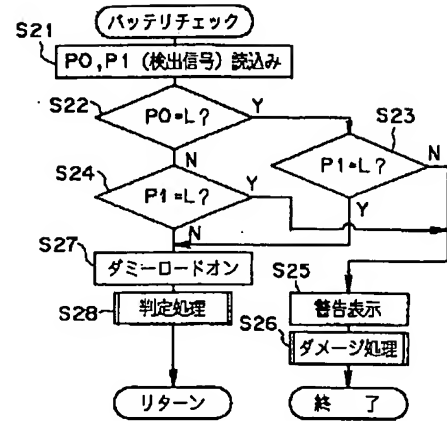 バッテリチェック
S21
P0,P1(検出信号)読込み
S22
P0=L?
Y
S23
N
P1=L?
N
S24
P1=L?
Y
Y
N
S27
ダミーロードオン
S25
警告表示
S28
判定処理
S26
ダメージ処理
リターン
終 了